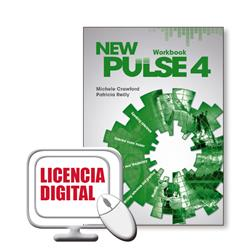 NEW
Workbook
PULSE 4
Michele Crawford
Patricia Reilly
LICENCIA
DIGITAL